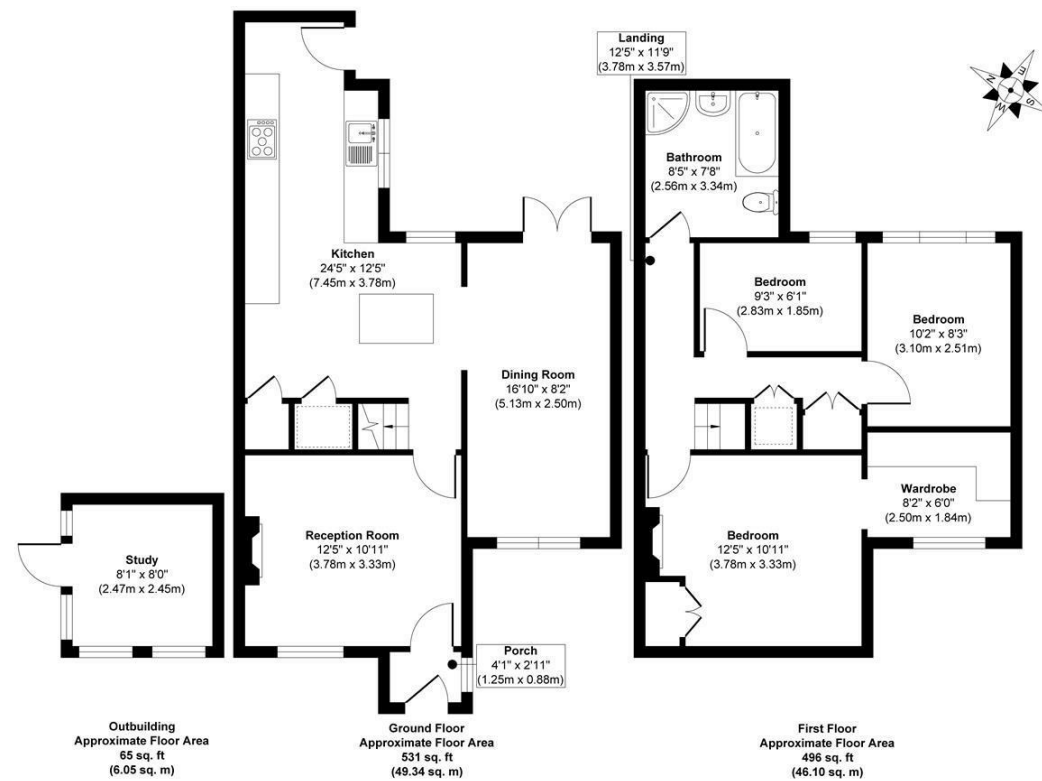 Landing
12'5" x 11'9"
(3.78m x 3.57m)
N
E
S
W
Bathroom
8'5" x 7'8"
(2.56m x 3.34m)
Kitchen
24'5" x 12'5"
(7.45m x 3.78m)
Bedroom
9'3" x 6'1"
(2.83m x 1.85m)
Bedroom
10'2" x 8'3"
(3.10m x 2.51m)
Dining Room
16'10" x 8'2"
(5.13m x 2.50m)
Wardrobe
8'2" x 6'0"
(2.50m x 1.84m)
Study
8'1" x 8'0"
(2.47m x 2.45m)
Reception Room
12'5" x 10'11"
(3.78m x 3.33m)
Bedroom
12'5" x 10'11"
(3.78m x 3.33m)
Porch
4'1" x 2'11"
(1.25m x 0.88m)
Outbuilding
Approximate Floor Area
65 sq. ft
(6.05 sq. m)
Ground Floor
Approximate Floor Area
531 sq. ft
(49.34 sq. m)
First Floor
Approximate Floor Area
496 sq. ft
(46.10 sq. m)